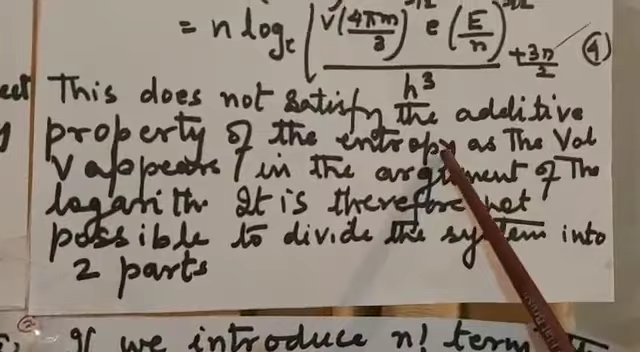 = n log_e [V (4πm/3)^3/2 e (E/n)^3/2 / h^3] + 3n/2 (4)
This does not satisfy the additive
property of the entropy as The Vol
V appears in the argument of The
logarith It is therefore not
possible to divide the system into
2 parts
If we introduce n! term